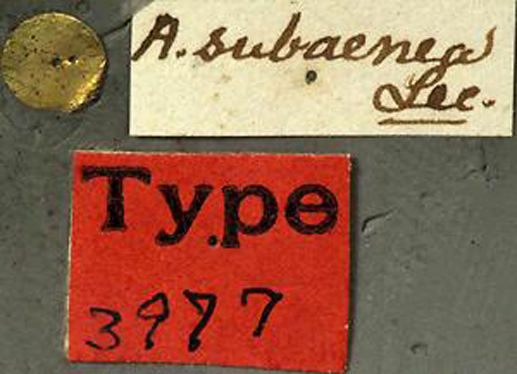 A. subaenea
Lec.
Type
3977